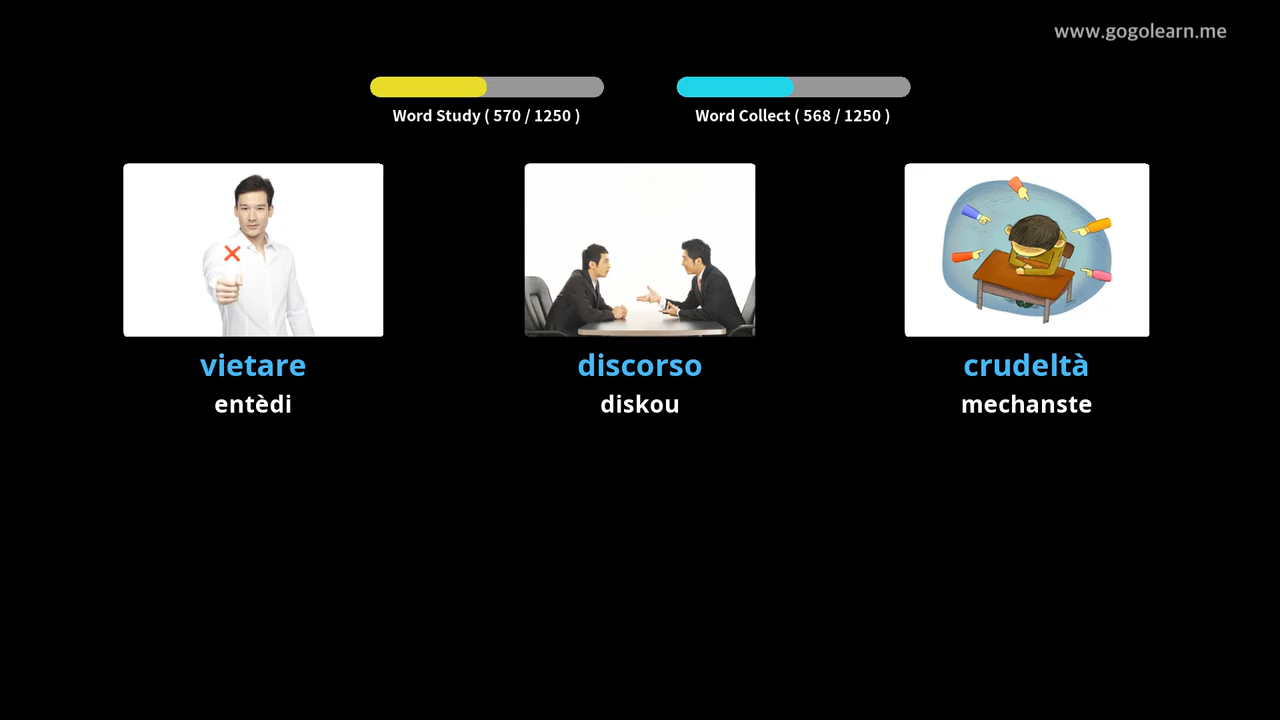 www.gogolearn.me
Word Study ( 570 / 1250 )
Word Collect ( 568 / 1250 )
vietare
discorso
crudeltà
entèdi
diskou
mechanste